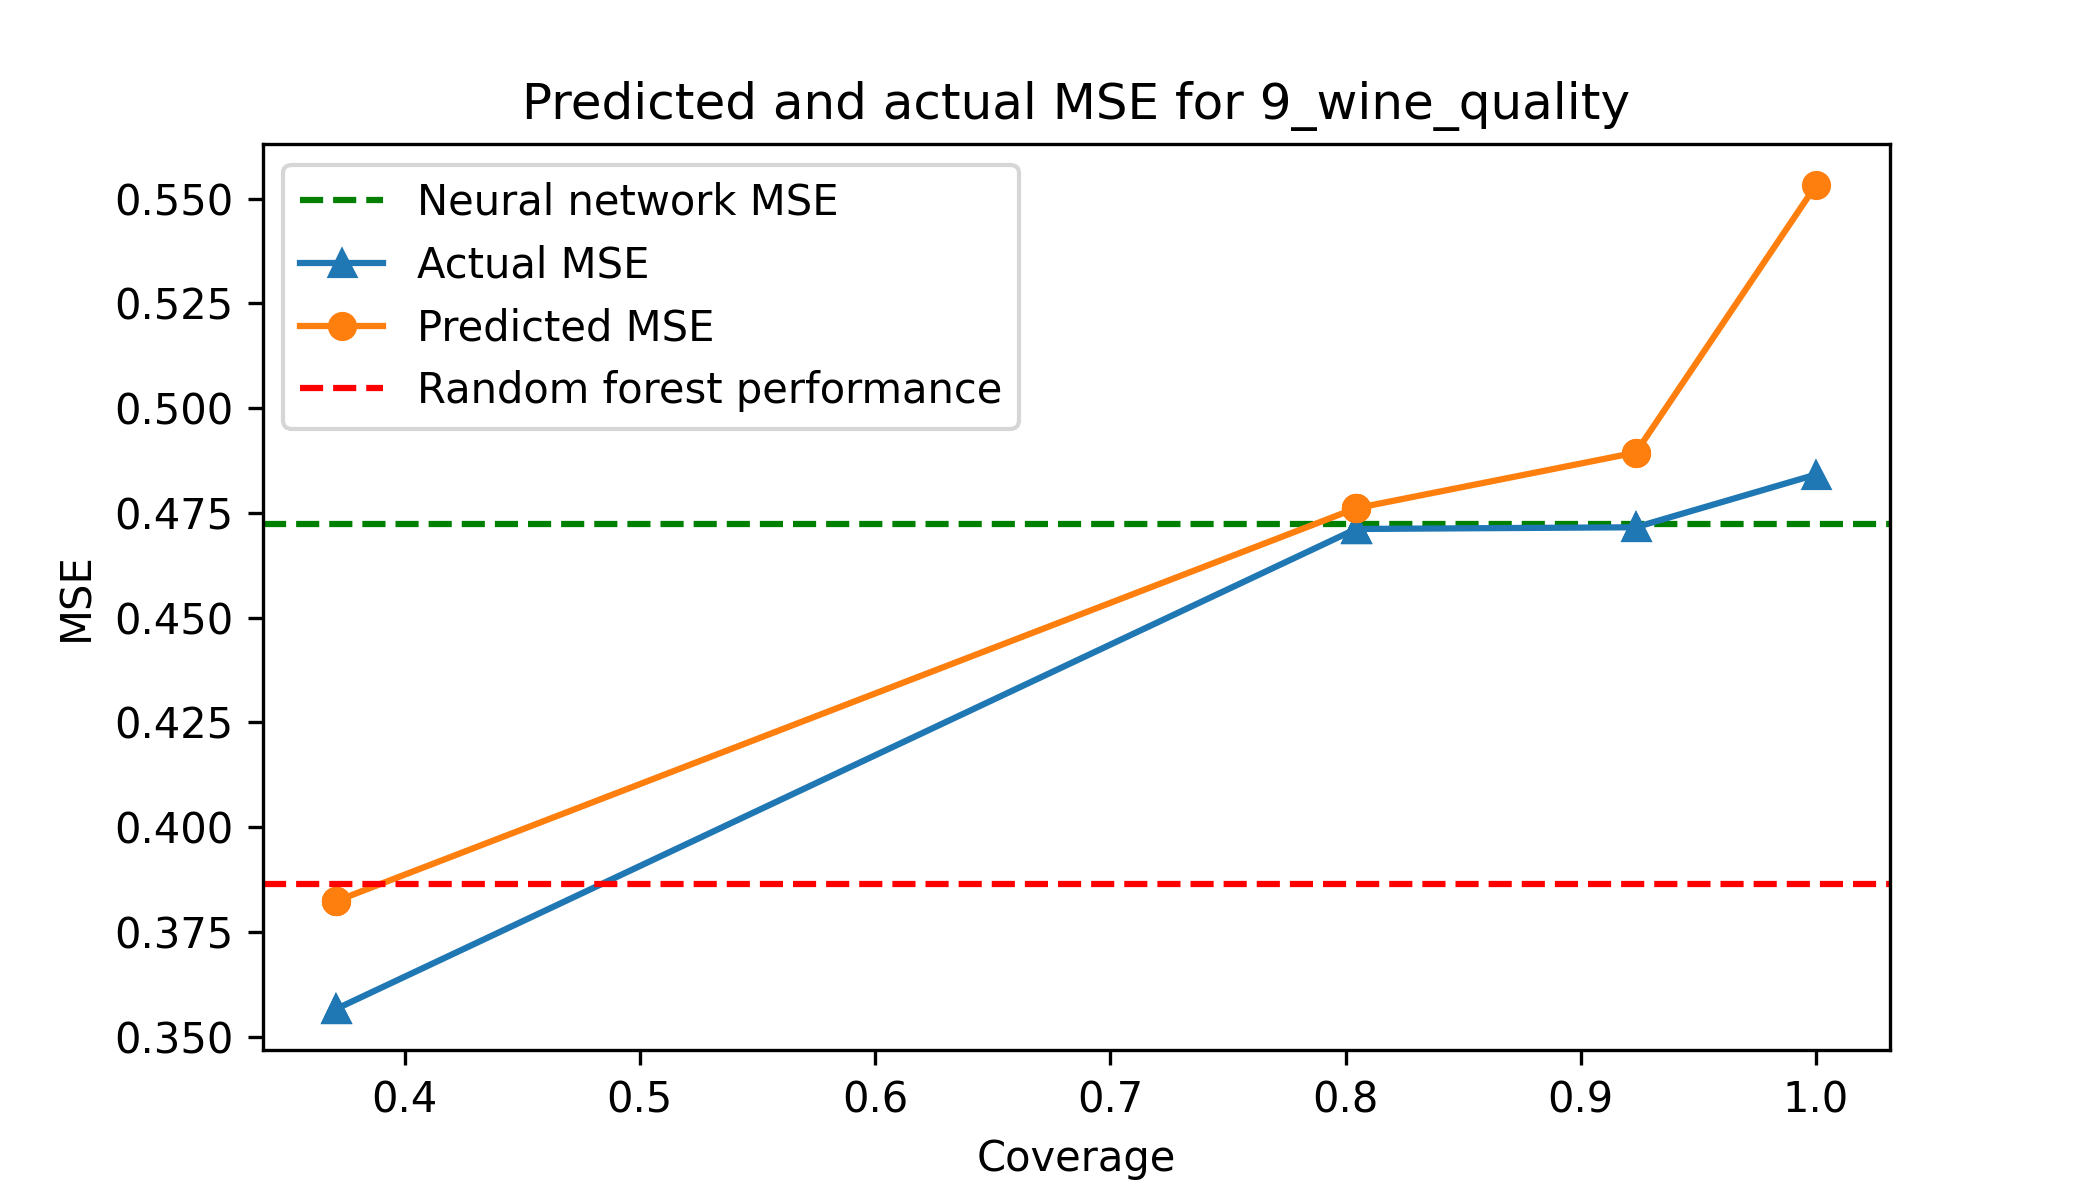 Predicted and actual MSE for 9_wine_quality
Neural network MSE
Actual MSE
Predicted MSE
Random forest performance
0.550
0.525
0.500
0.475
0.450
0.425
0.400
0.375
0.350
MSE
0.4 0.5 0.6 0.7 0.8 0.9 1.0
Coverage